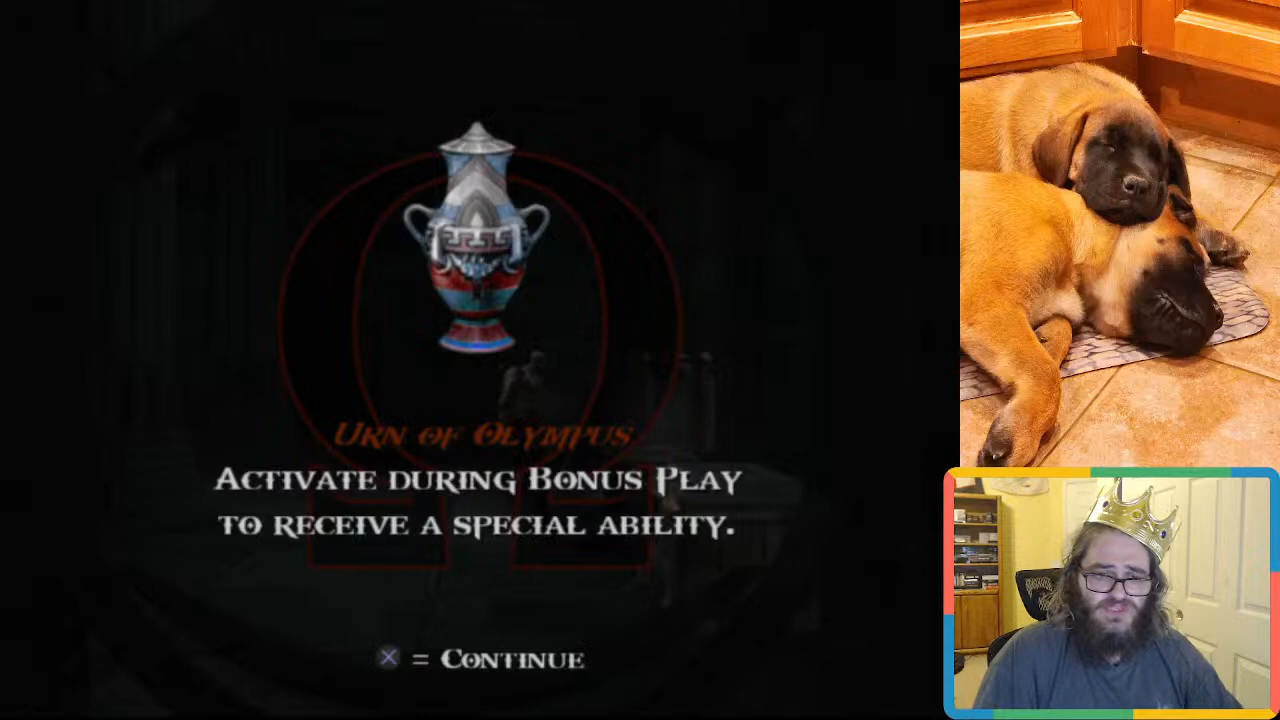 Urn of Olympus
Activate during Bonus Play
to receive a special ability.
= Continue